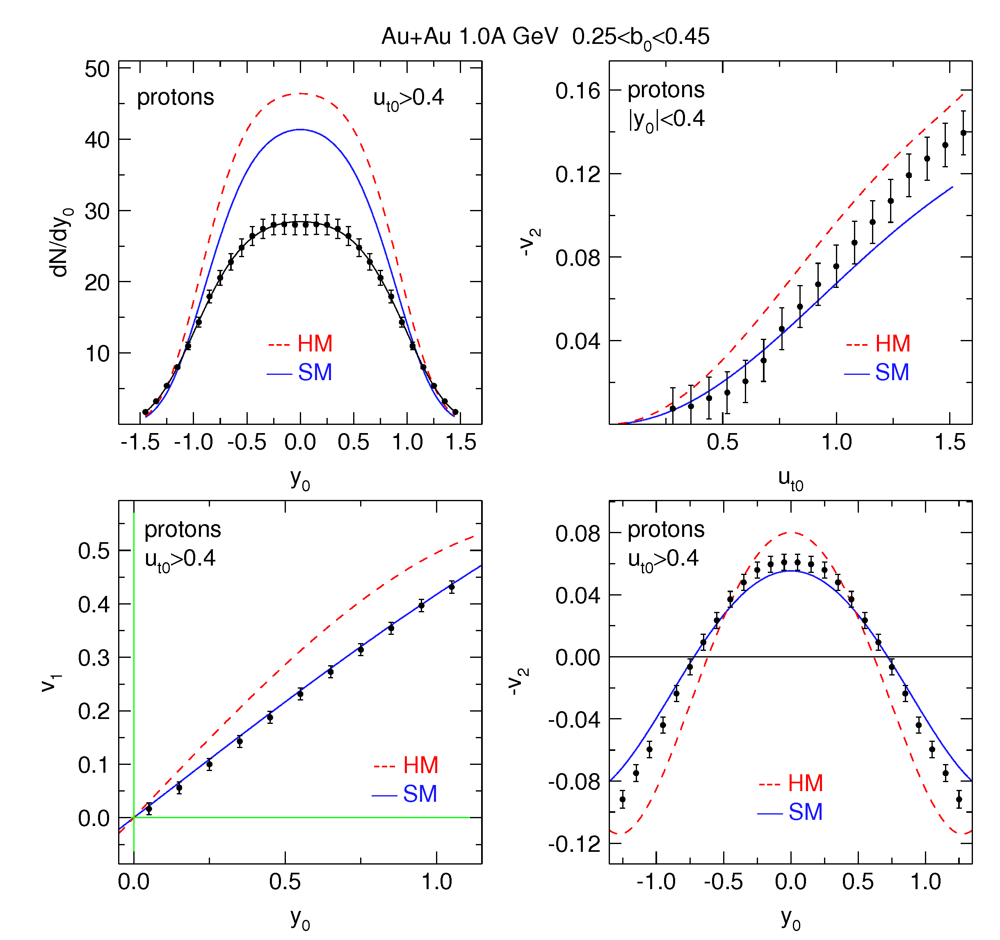 Au+Au 1.0A GeV 0.25<b0<0.45
50
40
30
20
10
dN/dy0
protons
ut0>0.4
HM
SM
-1.5 -1.0 -0.5 0.0 0.5 1.0 1.5
y0
0.16
0.12
0.08
0.04
-v2
protons
|y0|<0.4
HM
SM
0.5 1.0 1.5
ut0
0.5
0.4
0.3
0.2
0.1
0.0
v1
protons
ut0>0.4
HM
SM
0.0 0.5 1.0
y0
0.08
0.04
0.00
-0.04
-0.08
-0.12
-v2
protons
ut0>0.4
HM
SM
-1.0 -0.5 0.0 0.5 1.0
y0